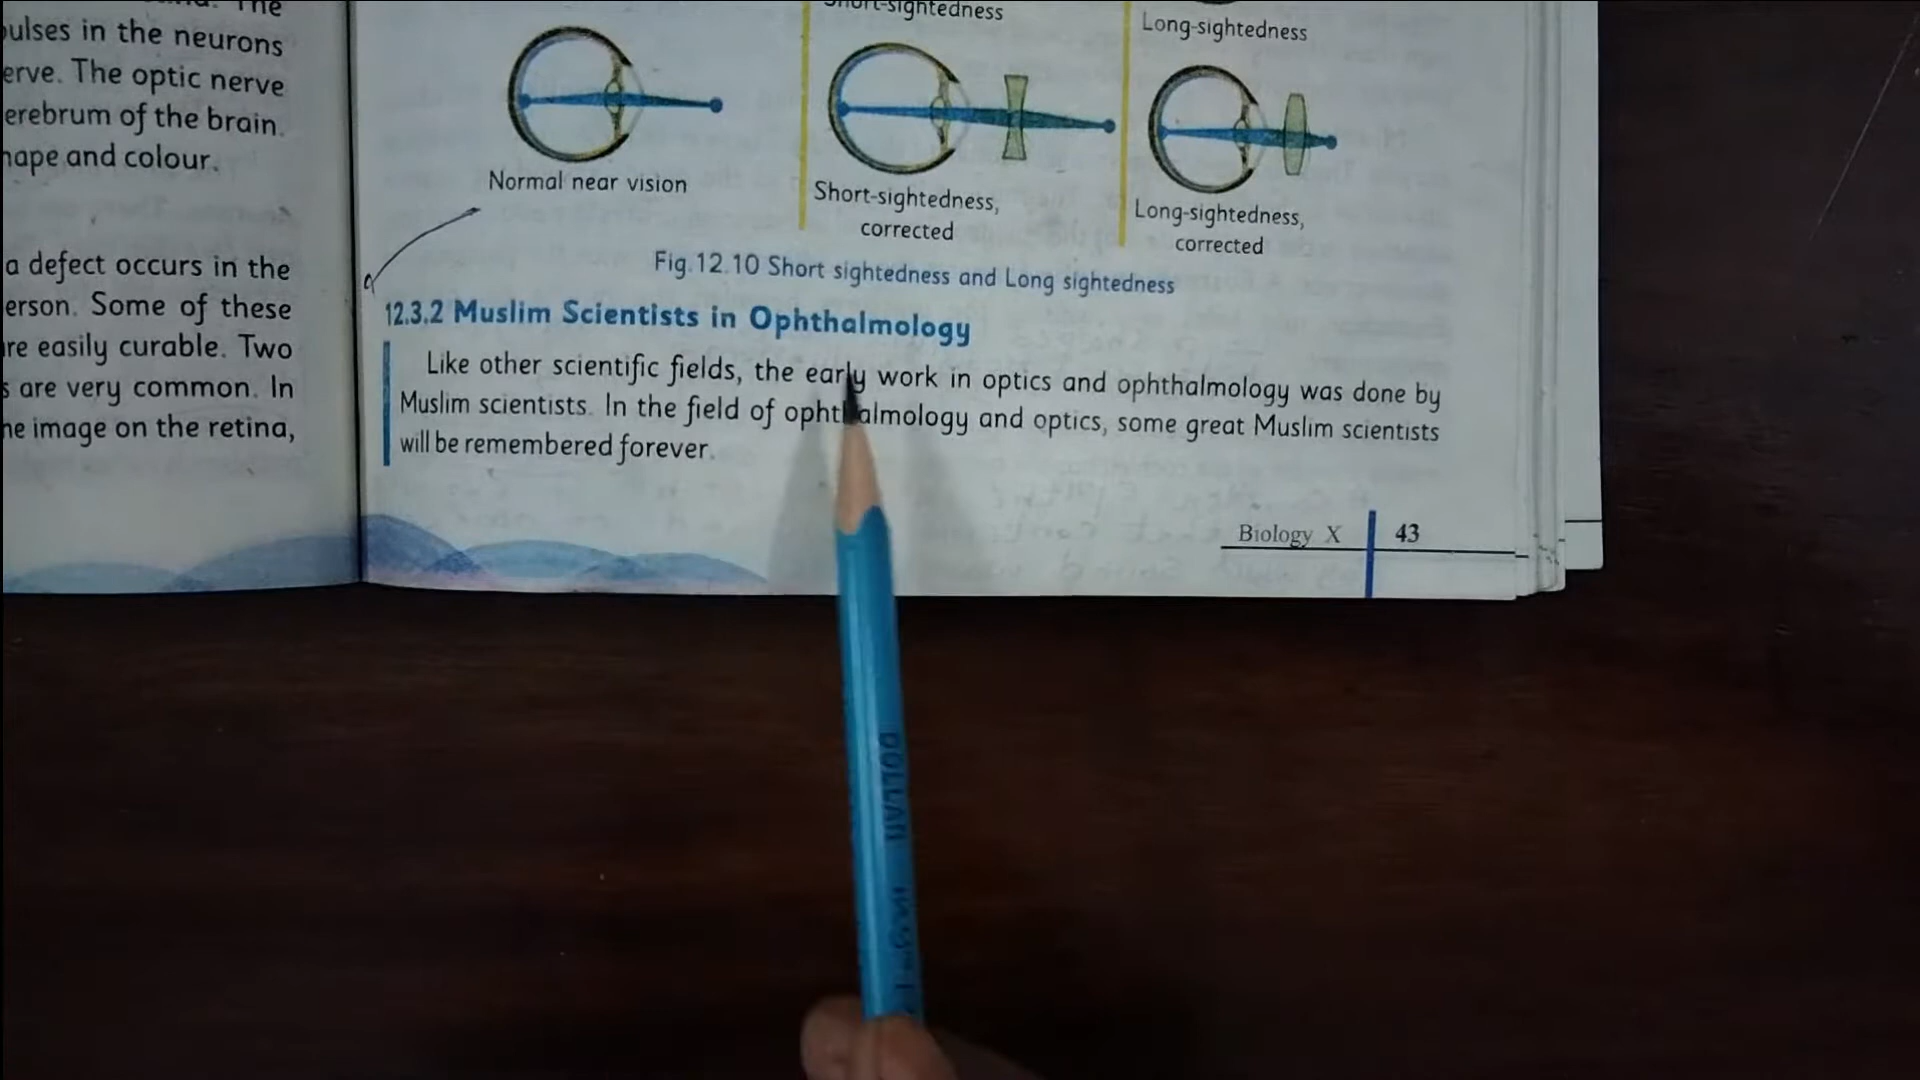 The
pulses in the neurons
erve. The optic nerve
erebrum of the brain.
hape and colour.
a defect occurs in the
erson. Some of these
re easily curable. Two
s are very common. In
he image on the retina,
Short-sightedness
Long-sightedness
Normal near vision
Short-sightedness,
corrected
Long-sightedness,
corrected
Fig.12.10 Short sightedness and Long sightedness
12.3.2 Muslim Scientists in Ophthalmology
Like other scientific fields, the early work in optics and ophthalmology was done by
Muslim scientists. In the field of ophthalmology and optics, some great Muslim scientists
will be remembered forever.
Biology X 43
DOLLAR